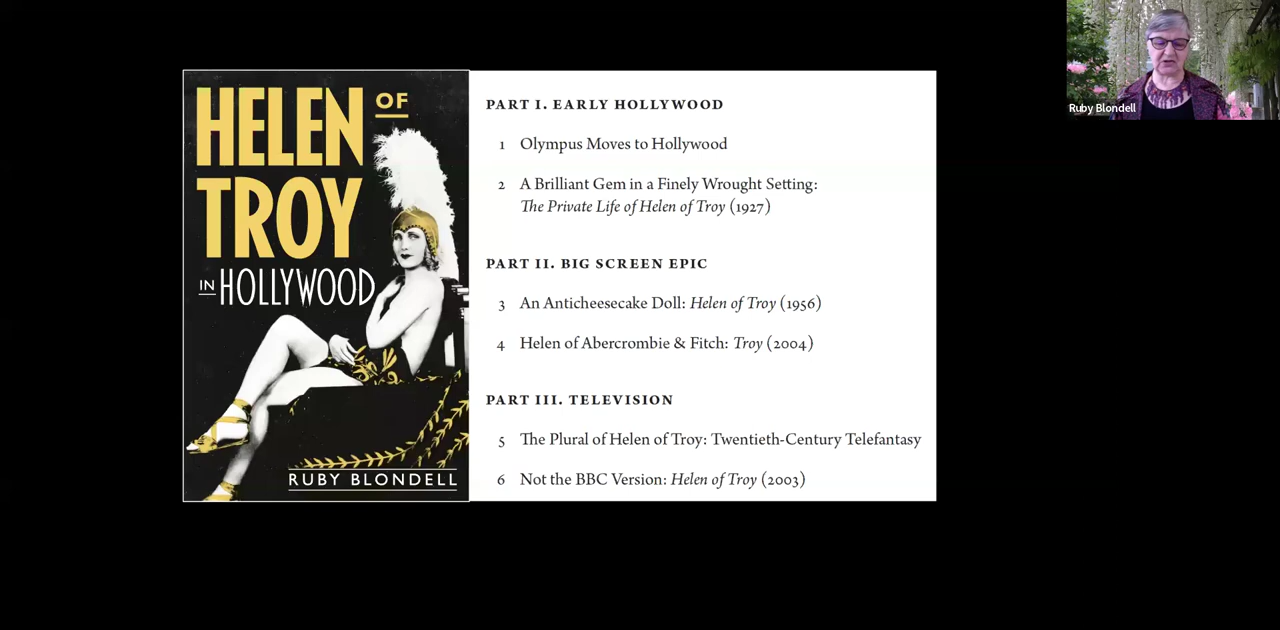 HELEN OF
TROY
IN HOLLYWOOD
RUBY BLONDELL
PART I. EARLY HOLLYWOOD
1 Olympus Moves to Hollywood
2 A Brilliant Gem in a Finely Wrought Setting:
The Private Life of Helen of Troy (1927)
PART II. BIG SCREEN EPIC
3 An Anticheesecake Doll: Helen of Troy (1956)
4 Helen of Abercrombie & Fitch: Troy (2004)
PART III. TELEVISION
5 The Plural of Helen of Troy: Twentieth-Century Telefantasy
6 Not the BBC Version: Helen of Troy (2003)
Ruby Blondell